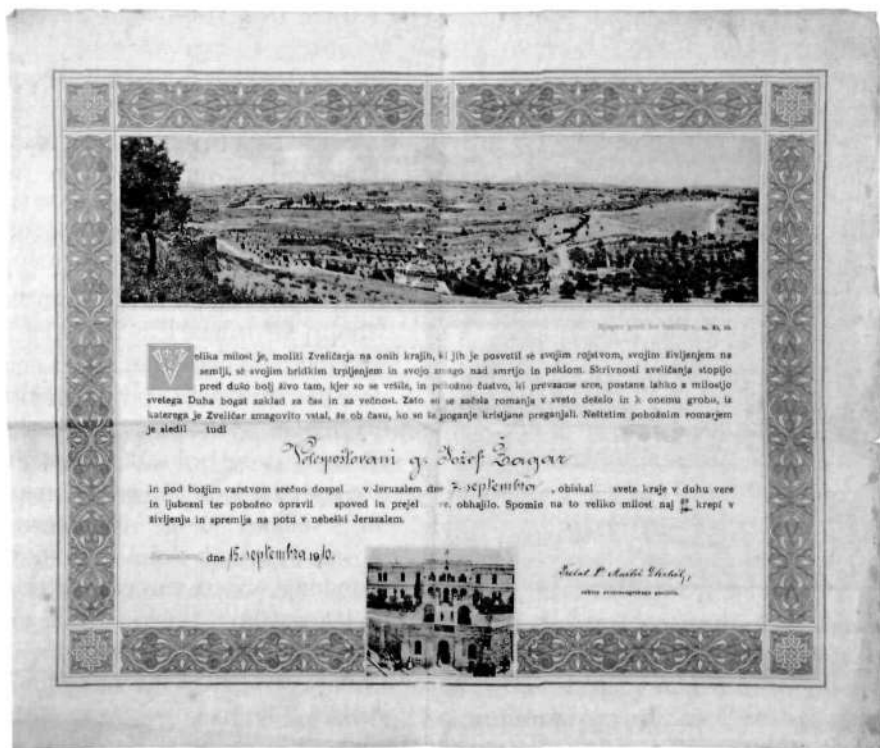 Velika milost je, moliti Zveličarja na onih krajih, ki jih je posvetil se svojim rojstvom, svojim življenjem na
zemlji, se svojim bridkim trpljenjem in svojo zmago nad smrtjo in peklom. Skrivnosti zveličanja stopijo
pred dušo bolj živo tam, kjer so se vršile, in pobožno čustvo, ki prevzame srce, postane lahko z milostjo
svetega Duha bogat zaklad za čas in za večnost. Zato so se začela romanja v sveto deželo in k onemu grobu, iz
katerega je Zveličar zmagovito vstal, še ob času, ko so še poganje kristjane preganjali. Neštetim pobožnim romarjem
je sledil tudi
Velespoštovani g. Jožef Žagar
in pod božjim varstvom srečno dospel v Jeruzalem dne 7. septembra, obiskal svete kraje v duhu vere
in ljubezni ter pobožno opravil spoved in prejel obhajilo. Spomin na to veliko milost naj krepi v
življenju in spremlja na potu v nebeški Jeruzalem.
dne 15. septembra 1910.